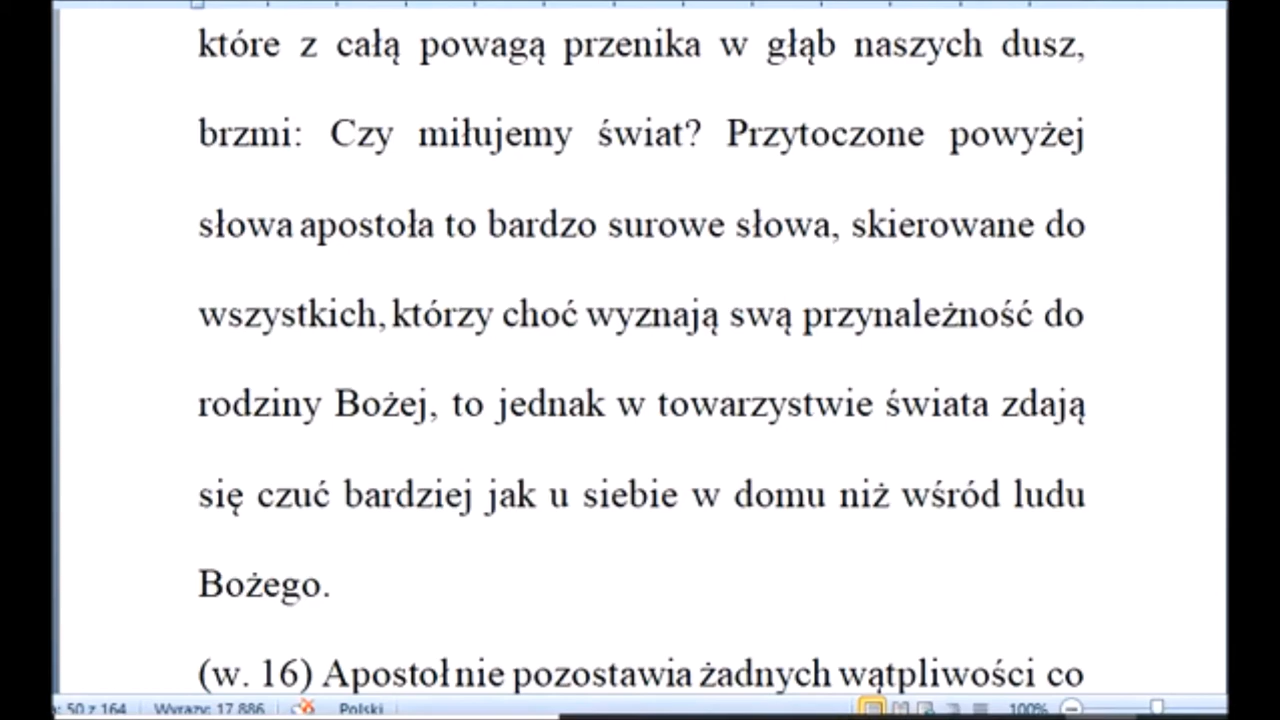 które z całą powagą przenika w głąb naszych dusz,
brzmi: Czy miłujemy świat? Przytoczone powyżej
słowa apostoła to bardzo surowe słowa, skierowane do
wszystkich, którzy choć wyznają swą przynależność do
rodziny Bożej, to jednak w towarzystwie świata zdają
się czuć bardziej jak u siebie w domu niż wśród ludu
Bożego.
(w. 16) Apostoł nie pozostawia żadnych wątpliwości co
: 50 z 164 Wyrazy: 17 886 Polski 100%